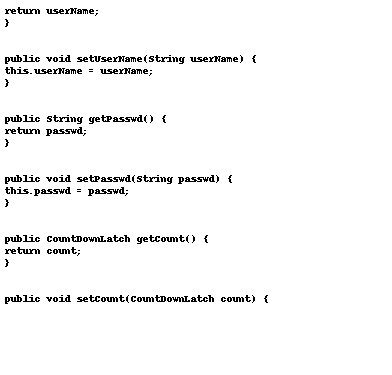 return userName;
}
public void setUserName(String userName) {
this.userName = userName;
}
public String getPasswd() {
return passwd;
}
public void setPasswd(String passwd) {
this.passwd = passwd;
}
public CountDownLatch getCount() {
return count;
}
public void setCount(CountDownLatch count) {